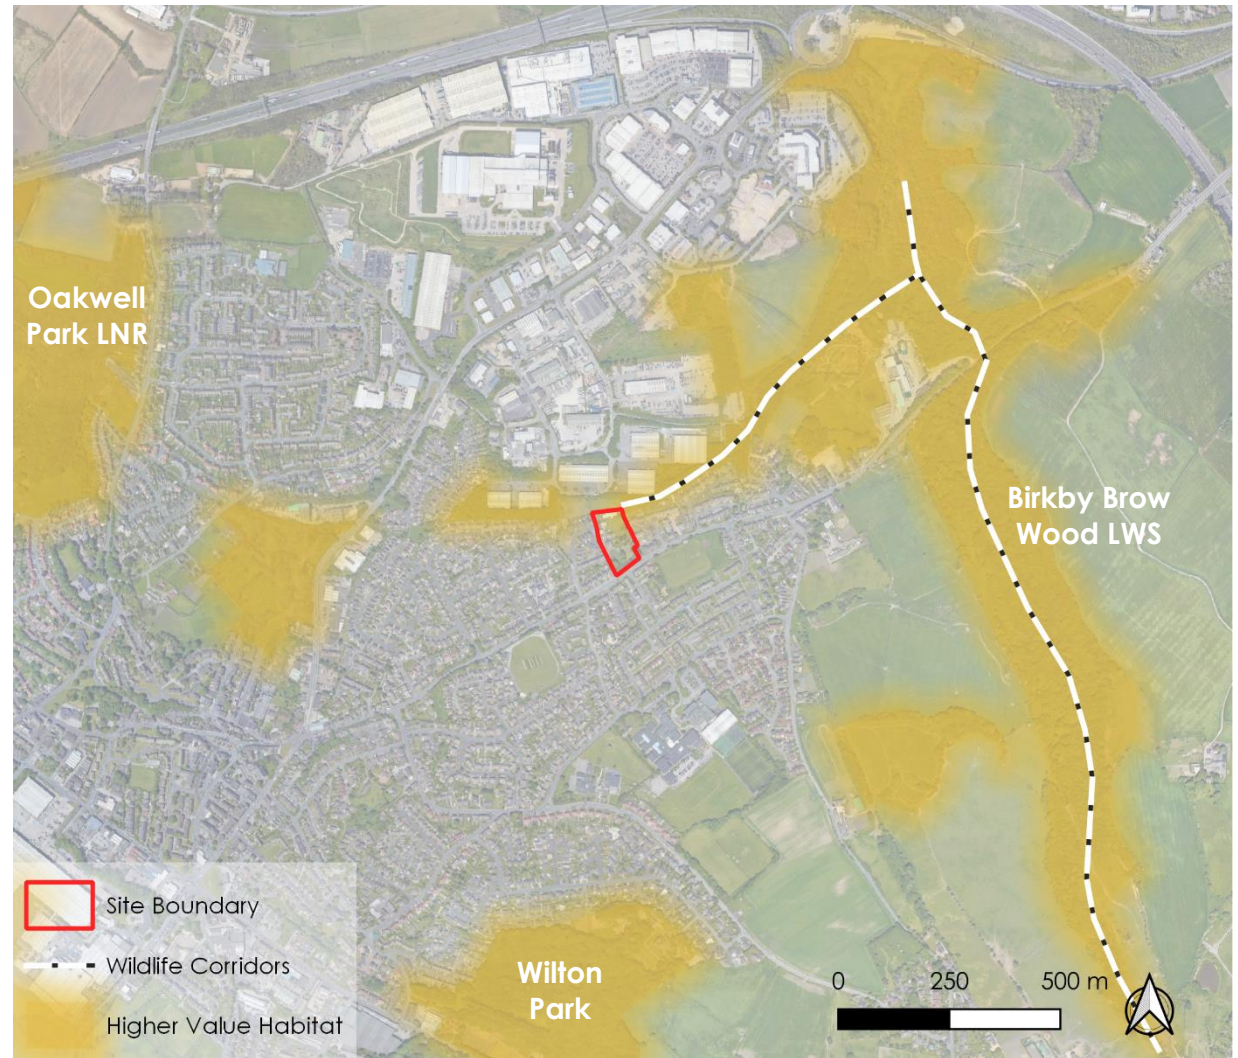 Oakwell
Park LNR
Birkby Brow
Wood LWS
Wilton
Park
Site Boundary
Wildlife Corridors
Higher Value Habitat
0 250 500 m